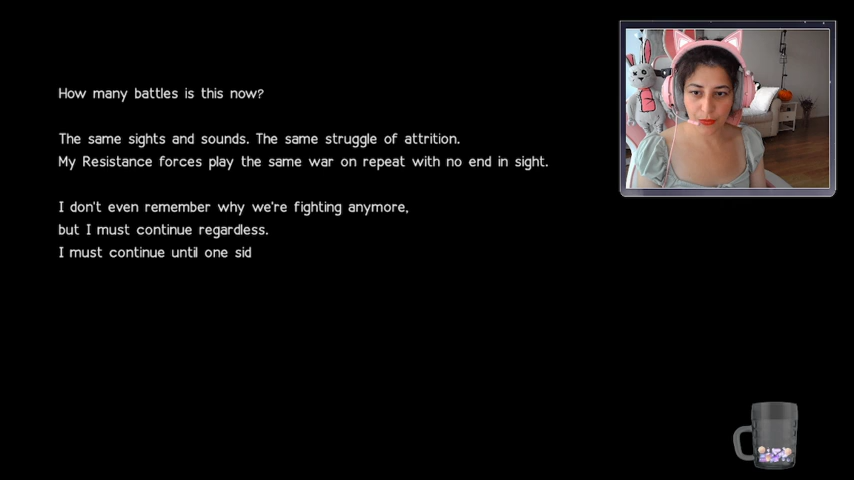 How many battles is this now?
The same sights and sounds. The same struggle of attrition.
My Resistance forces play the same war on repeat with no end in sight.
I don't even remember why we're fighting anymore,
but I must continue regardless.
I must continue until one sid